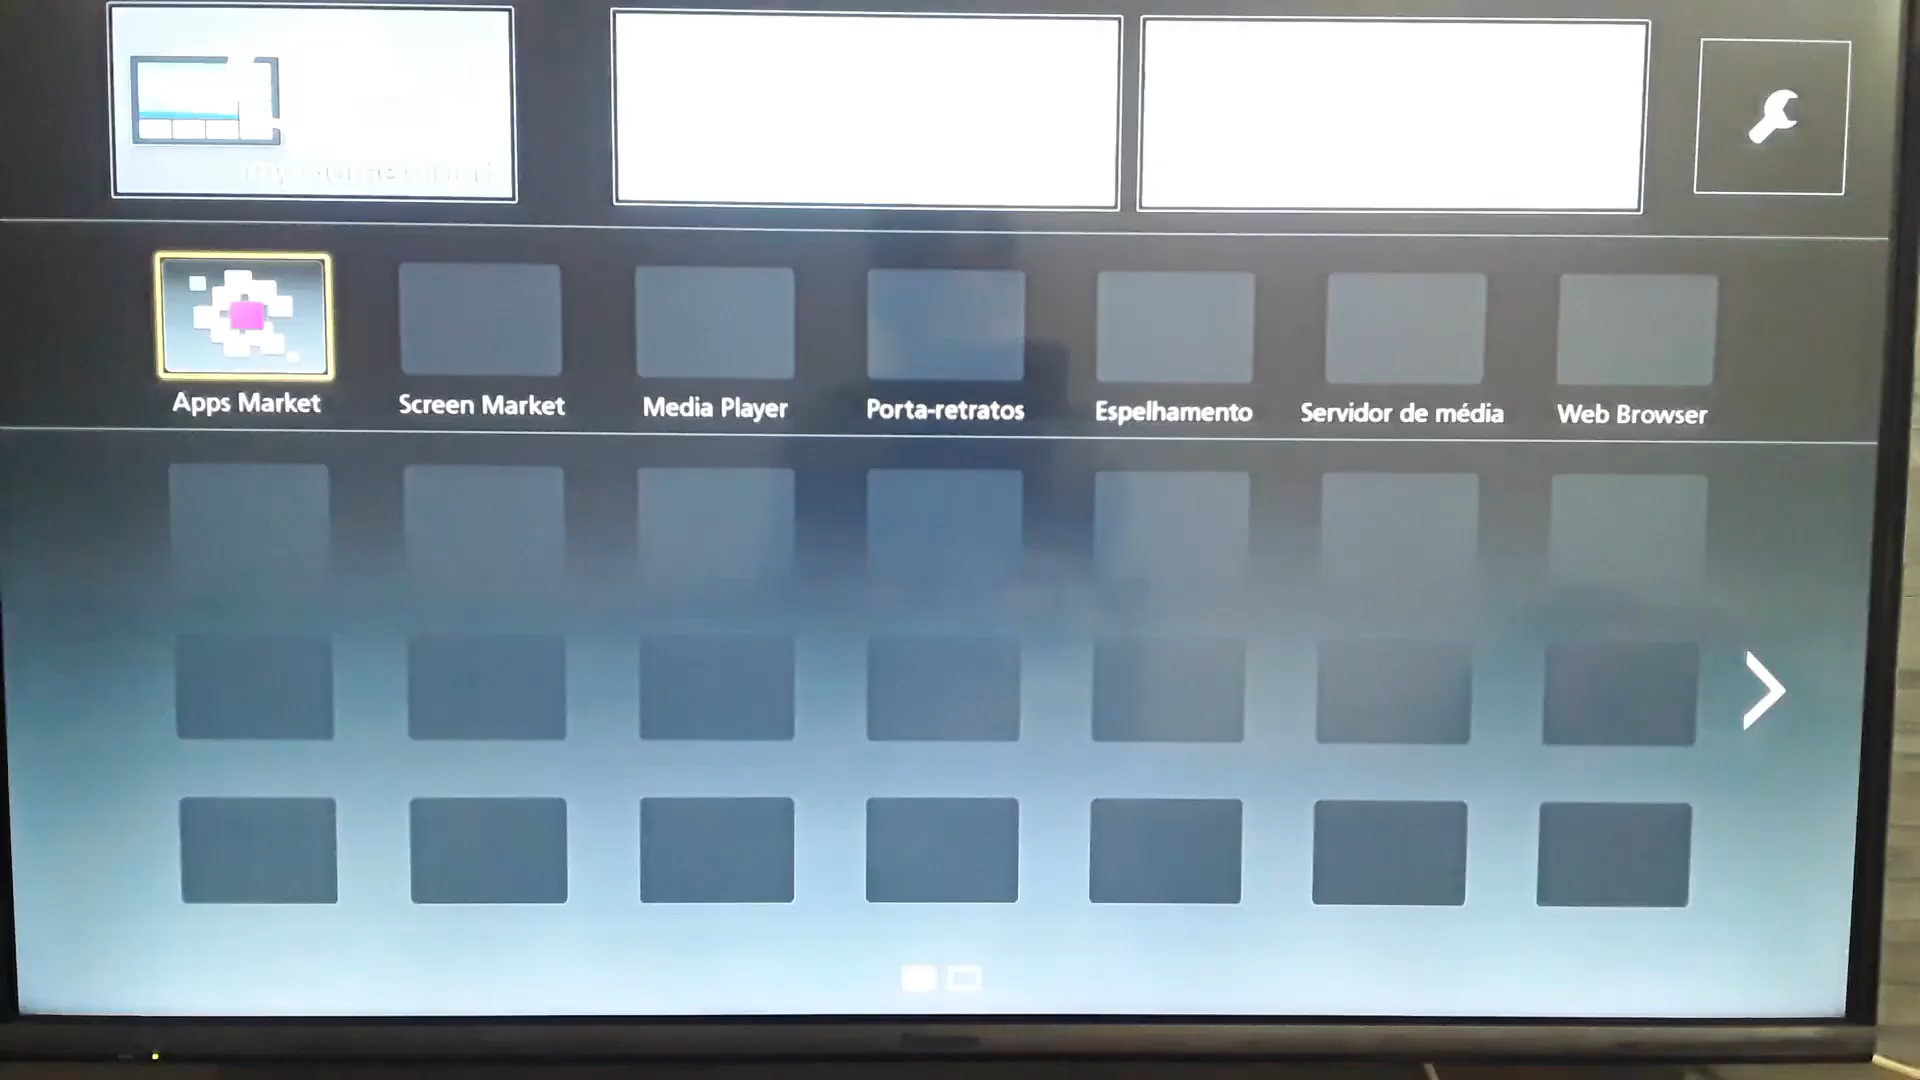 Apps Market
Screen Market
Media Player
Porta-retratos
Espelhamento
Servidor de média
Web Browser